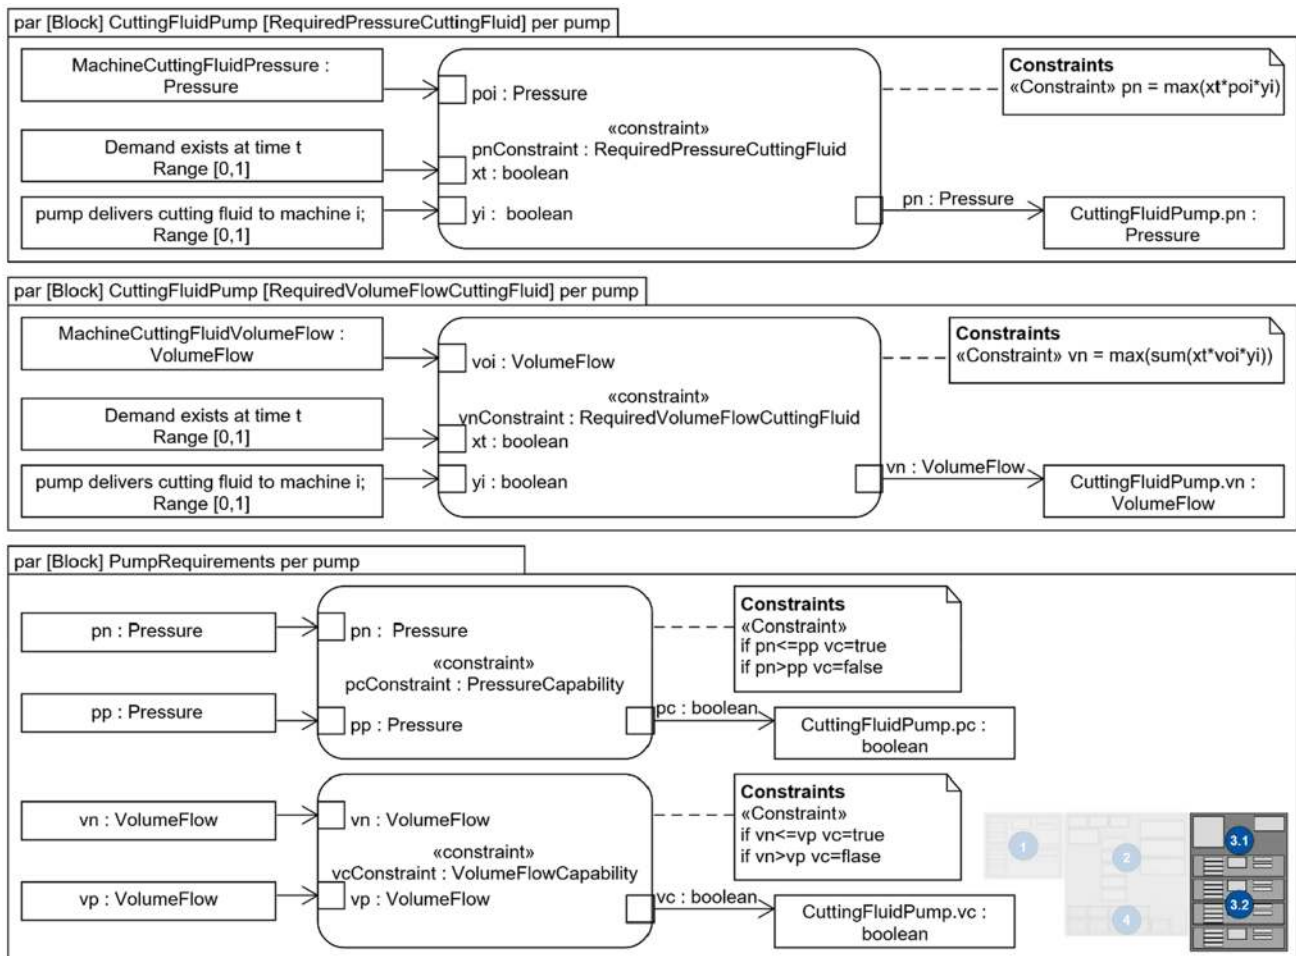 par [Block] CuttingFluidPump [RequiredPressureCuttingFluid] per pump
MachineCuttingFluidPressure :
Pressure
Demand exists at time t
Range [0,1]
pump delivers cutting fluid to machine i;
Range [0,1]
poi : Pressure
«constraint»
pnConstraint : RequiredPressureCuttingFluid
xt : boolean
yi : boolean
Constraints
«Constraint» pn = max(xt*poi*yi)
pn : Pressure
CuttingFluidPump.pn :
Pressure
par [Block] CuttingFluidPump [RequiredVolumeFlowCuttingFluid] per pump
MachineCuttingFluidVolumeFlow :
VolumeFlow
Demand exists at time t
Range [0,1]
pump delivers cutting fluid to machine i;
Range [0,1]
voi : VolumeFlow
«constraint»
vnConstraint : RequiredVolumeFlowCuttingFluid
xt : boolean
yi : boolean
Constraints
«Constraint» vn = max(sum(xt*voi*yi))
vn : VolumeFlow
CuttingFluidPump.vn :
VolumeFlow
par [Block] PumpRequirements per pump
pn : Pressure
pp : Pressure
pn : Pressure
«constraint»
pcConstraint : PressureCapability
pp : Pressure
Constraints
«Constraint»
if pn<=pp vc=true
if pn>pp vc=false
pc : boolean
CuttingFluidPump.pc :
boolean
vn : VolumeFlow
vp : VolumeFlow
vn : VolumeFlow
«constraint»
vcConstraint : VolumeFlowCapability
vp : VolumeFlow
Constraints
«Constraint»
if vn<=vp vc=true
if vn>vp vc=flase
vc : boolean
CuttingFluidPump.vc :
boolean
1
2
4
3.1
3.2